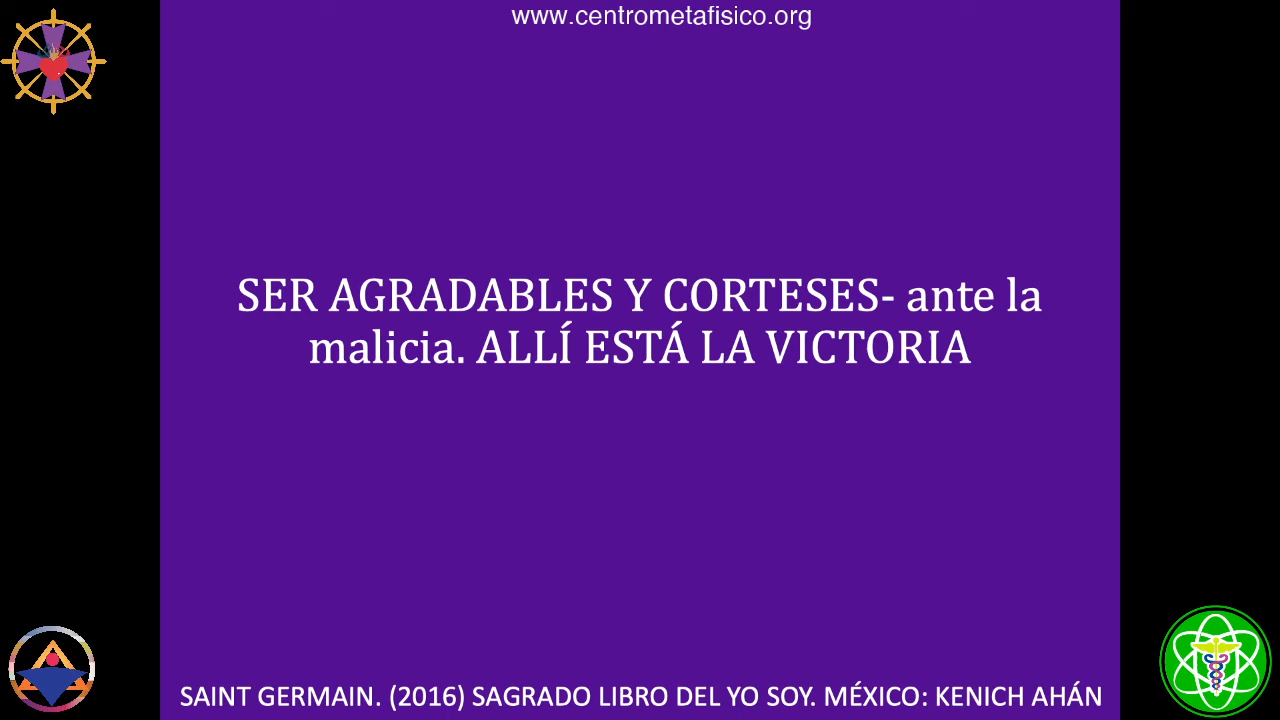 www.centrometafisico.org
SER AGRADABLES Y CORTESES- ante la
malicia. ALLÍ ESTÁ LA VICTORIA
SAINT GERMAIN. (2016) SAGRADO LIBRO DEL YO SOY. MÉXICO: KENICH AHÁN